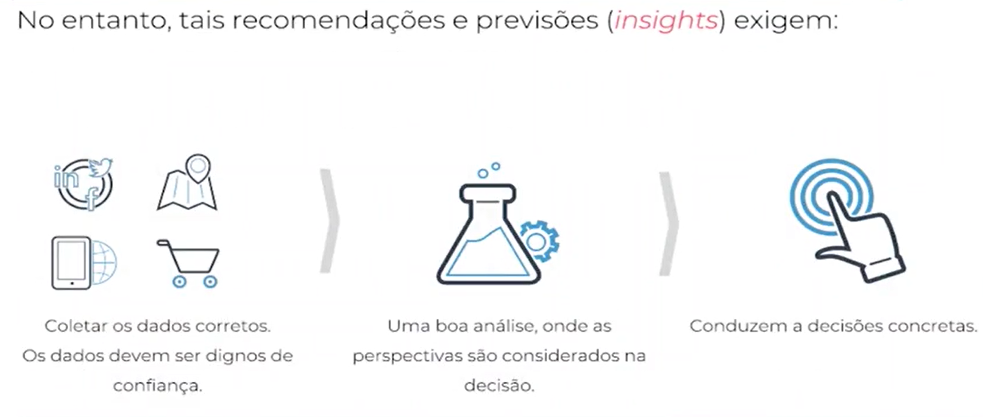 No entanto, tais recomendações e previsões (insights) exigem:
in
f
Coletar os dados corretos.
Os dados devem ser dignos de
confiança.
Uma boa análise, onde as
perspectivas são considerados na
decisão.
Conduzem a decisões concretas.